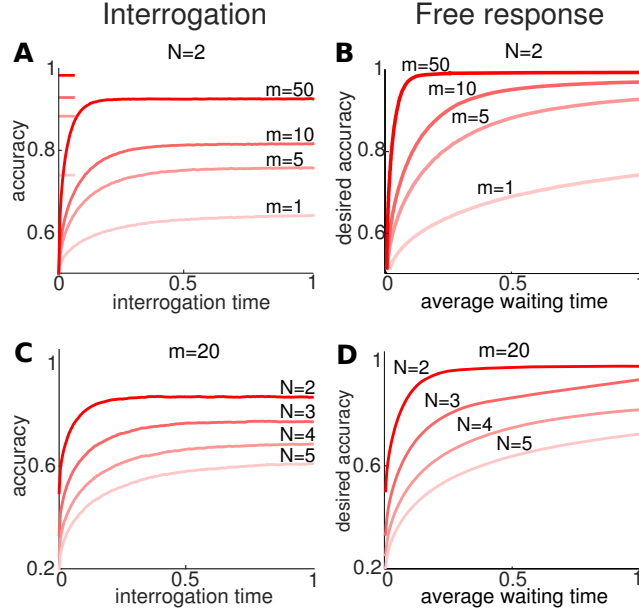 Interrogation
Free response
A
N=2
1
0.8
0.6
accuracy
m=50
m=10
m=5
m=1
0
0.5
1
interrogation time
B
N=2
1
0.8
0.6
desired accuracy
m=50
m=10
m=5
m=1
0
0.5
1
average waiting time
C
m=20
1
0.6
0.2
accuracy
N=2
N=3
N=4
N=5
0
0.5
1
interrogation time
D
m=20
1
0.6
0.2
desired accuracy
N=2
N=3
N=4
N=5
0
0.5
1
average waiting time